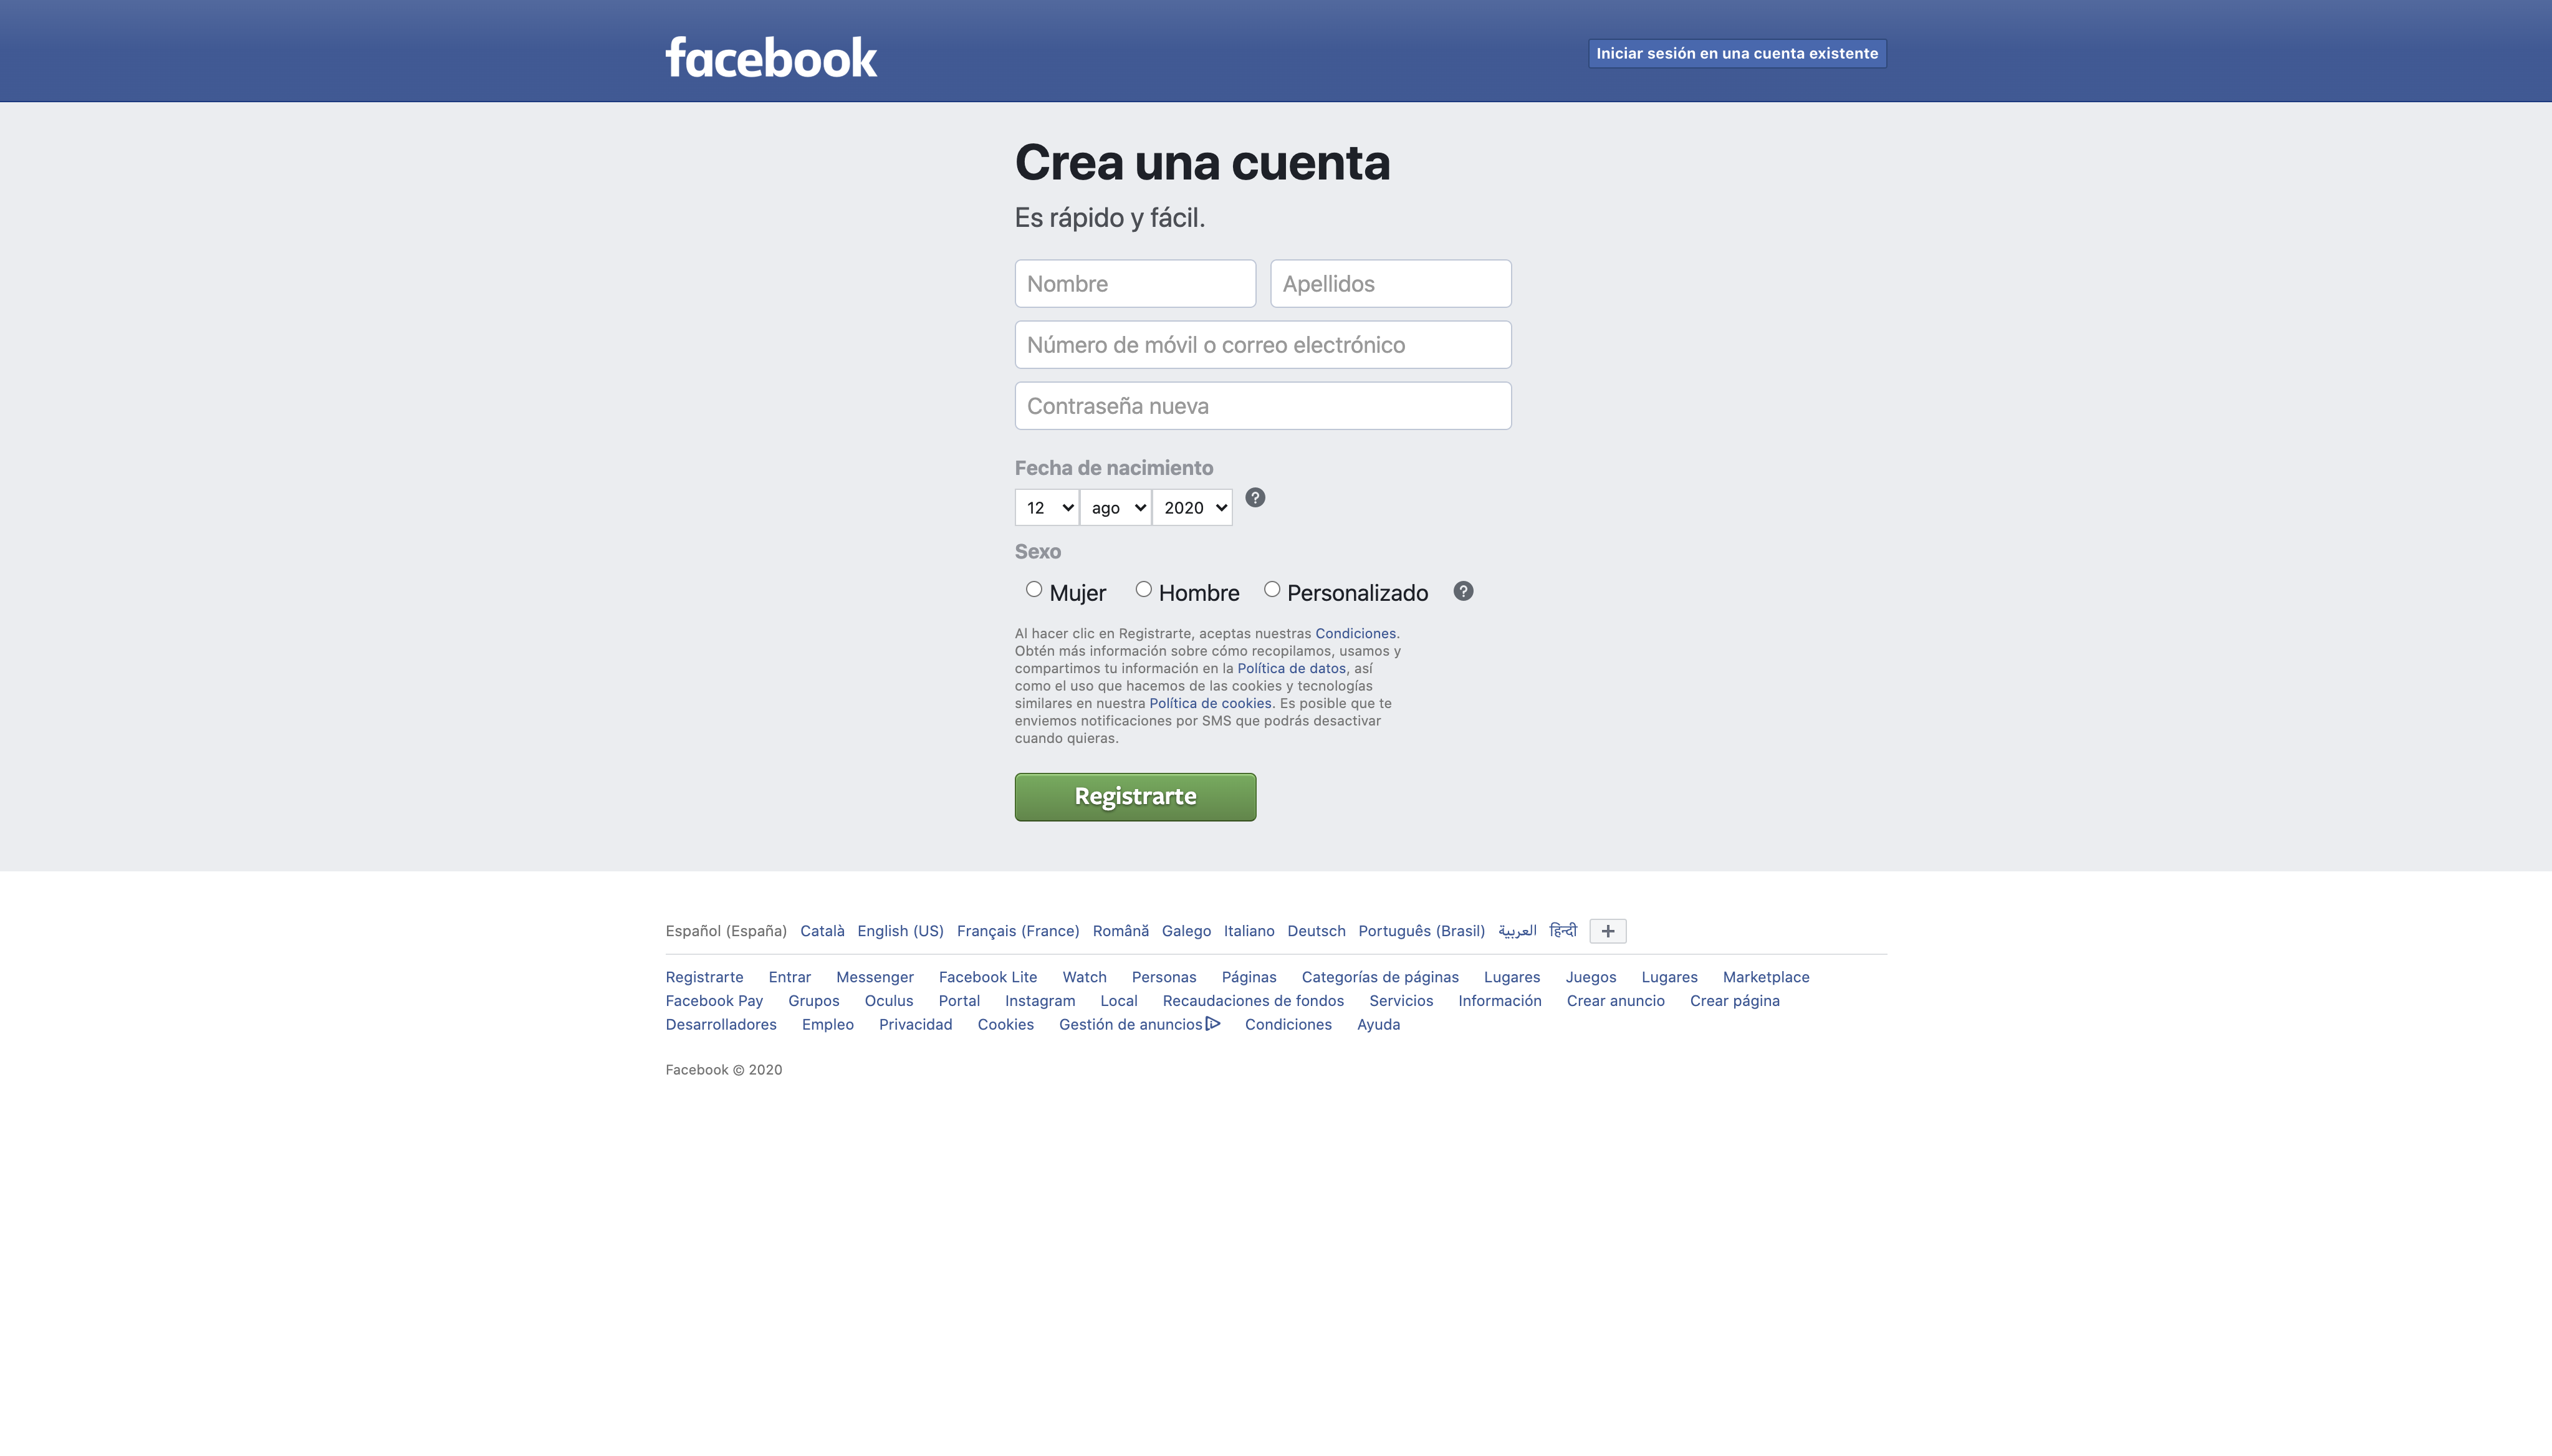 facebook
Iniciar sesión en una cuenta existente
Crea una cuenta
Es rápido y fácil.
Nombre Apellidos
Número de móvil o correo electrónico
Contraseña nueva
Fecha de nacimiento
12 ago 2020 ?
Sexo
Mujer Hombre Personalizado ?
Al hacer clic en Registrarte, aceptas nuestras Condiciones.
Obtén más información sobre cómo recopilamos, usamos y
compartimos tu información en la Política de datos, así
como el uso que hacemos de las cookies y tecnologías
similares en nuestra Política de cookies. Es posible que te
enviemos notificaciones por SMS que podrás desactivar
cuando quieras.
Registrarte
Español (España) Català English (US) Français (France) Română Galego Italiano Deutsch Português (Brasil) العربية हिन्दी +
Registrarte Entrar Messenger Facebook Lite Watch Personas Páginas Categorías de páginas Lugares Juegos Lugares Marketplace
Facebook Pay Grupos Oculus Portal Instagram Local Recaudaciones de fondos Servicios Información Crear anuncio Crear página
Desarrolladores Empleo Privacidad Cookies Gestión de anuncios Condiciones Ayuda
Facebook © 2020